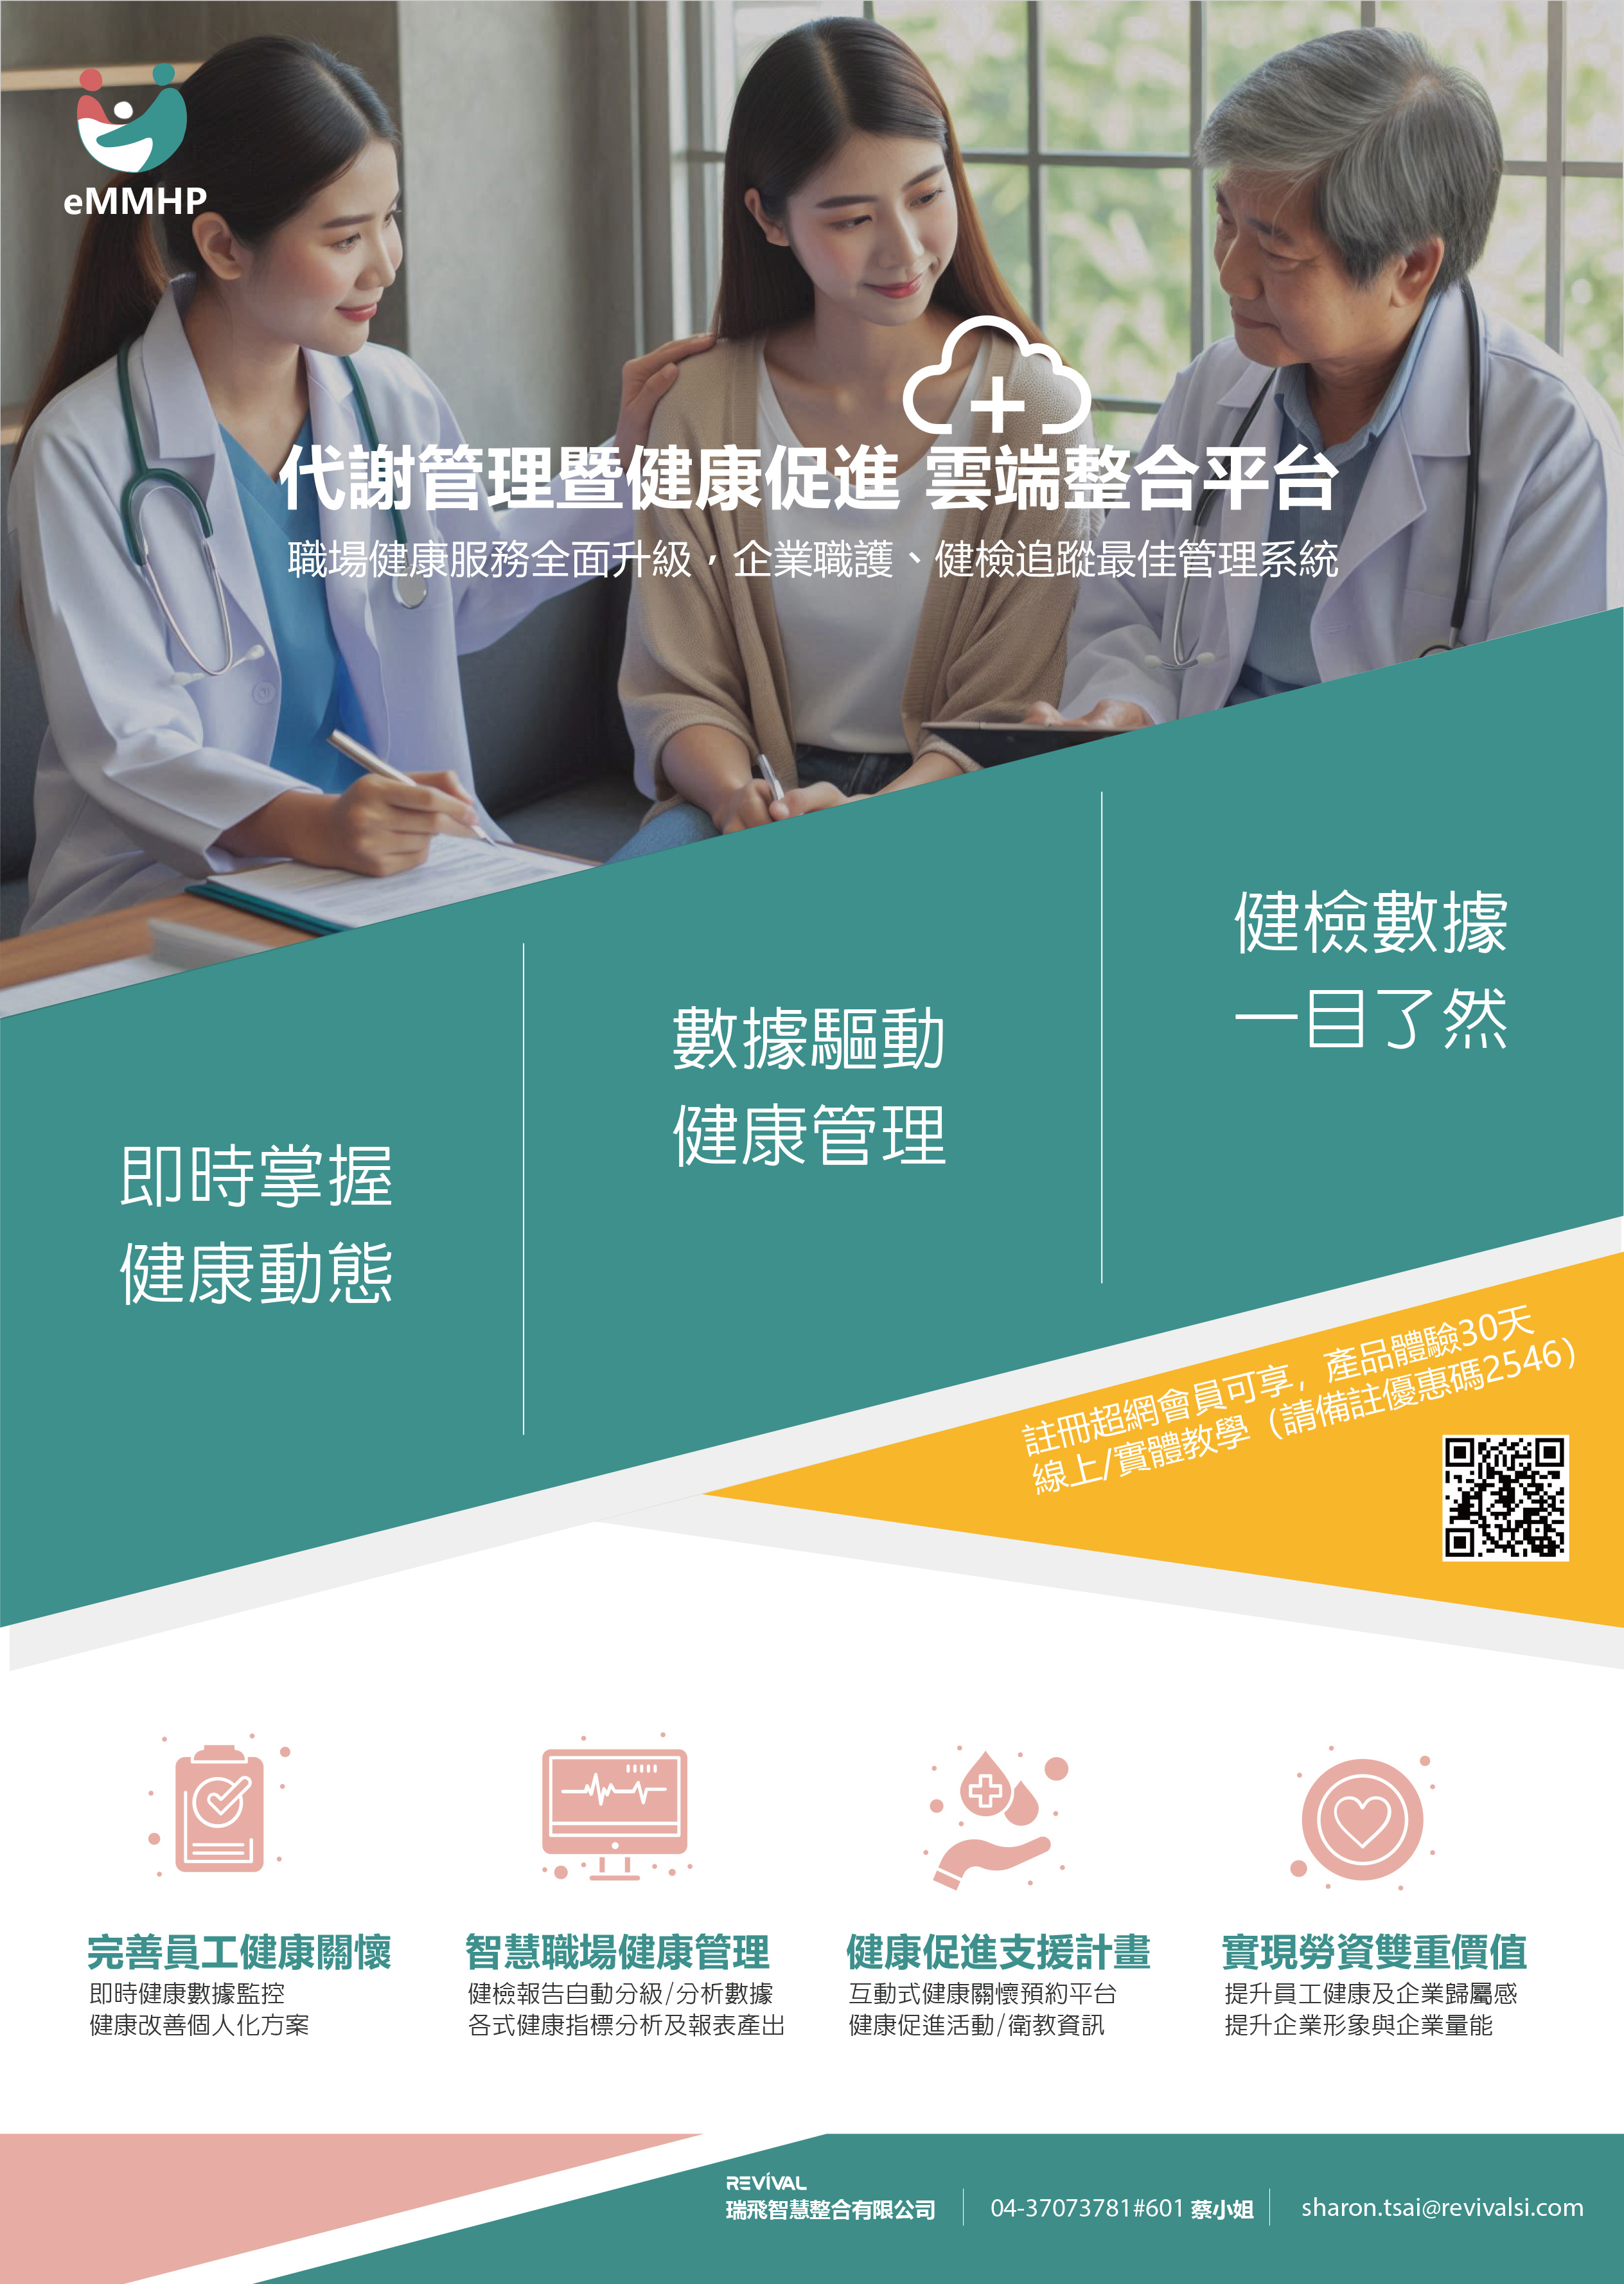 eMMHP
代謝管理暨健康促進 雲端整合平台
職場健康服務全面升級，企業職護、健檢追蹤最佳管理系統
即時掌握
健康動態
數據驅動
健康管理
健檢數據
一目了然
註冊超網會員可享，產品體驗30天
線上/實體教學（請備註優惠碼2546）
完善員工健康關懷
即時健康數據監控
健康改善個人化方案
智慧職場健康管理
健檢報告自動分級/分析數據
各式健康指標分析及報表產出
健康促進支援計畫
互動式健康關懷預約平台
健康促進活動/衛教資訊
實現勞資雙重價值
提升員工健康及企業歸屬感
提升企業形象與企業量能
REVIVAL
瑞飛智慧整合有限公司
04-37073781#601 蔡小姐
sharon.tsai@revivalsi.com